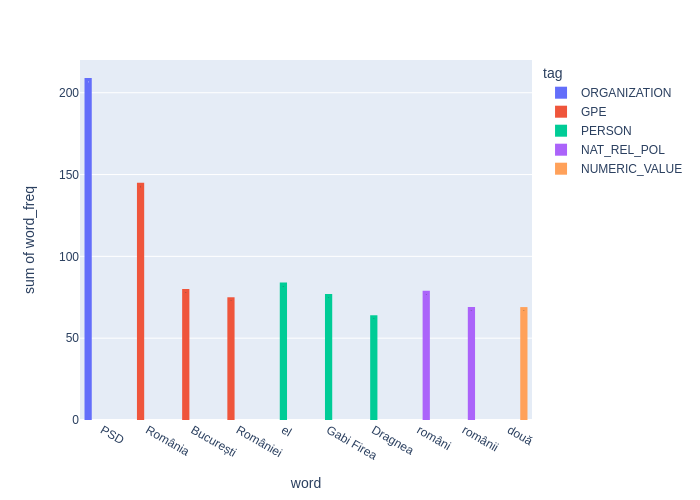 tag
ORGANIZATION
GPE
PERSON
NAT_REL_POL
NUMERIC_VALUE
sum of word_freq
200
150
100
50
0
PSD
România
București
României
el
Gabi Firea
Dragnea
români
românii
două
word